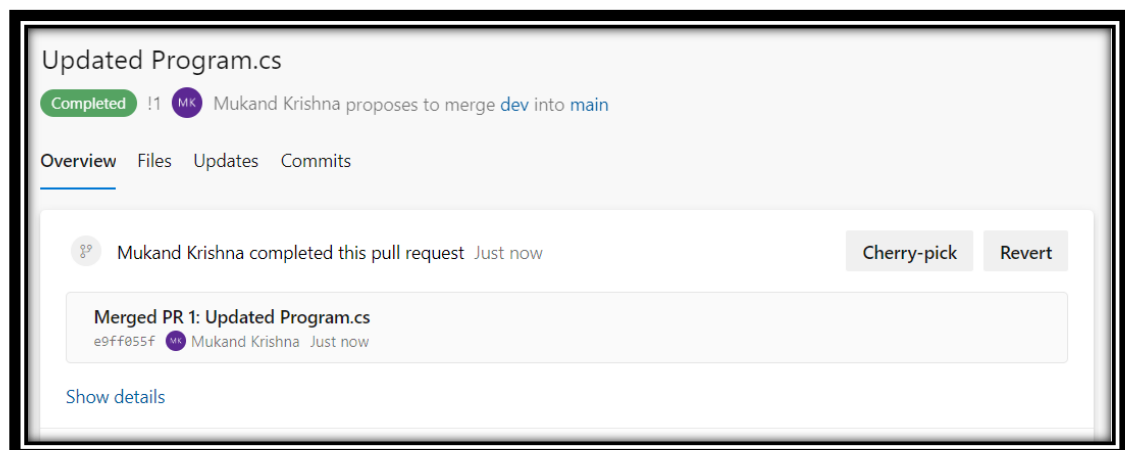 Updated Program.cs
Completed !1 MK Mukand Krishna proposes to merge dev into main
Overview Files Updates Commits
Mukand Krishna completed this pull request Just now Cherry-pick Revert
Merged PR 1: Updated Program.cs
e9ff055f MK Mukand Krishna Just now
Show details